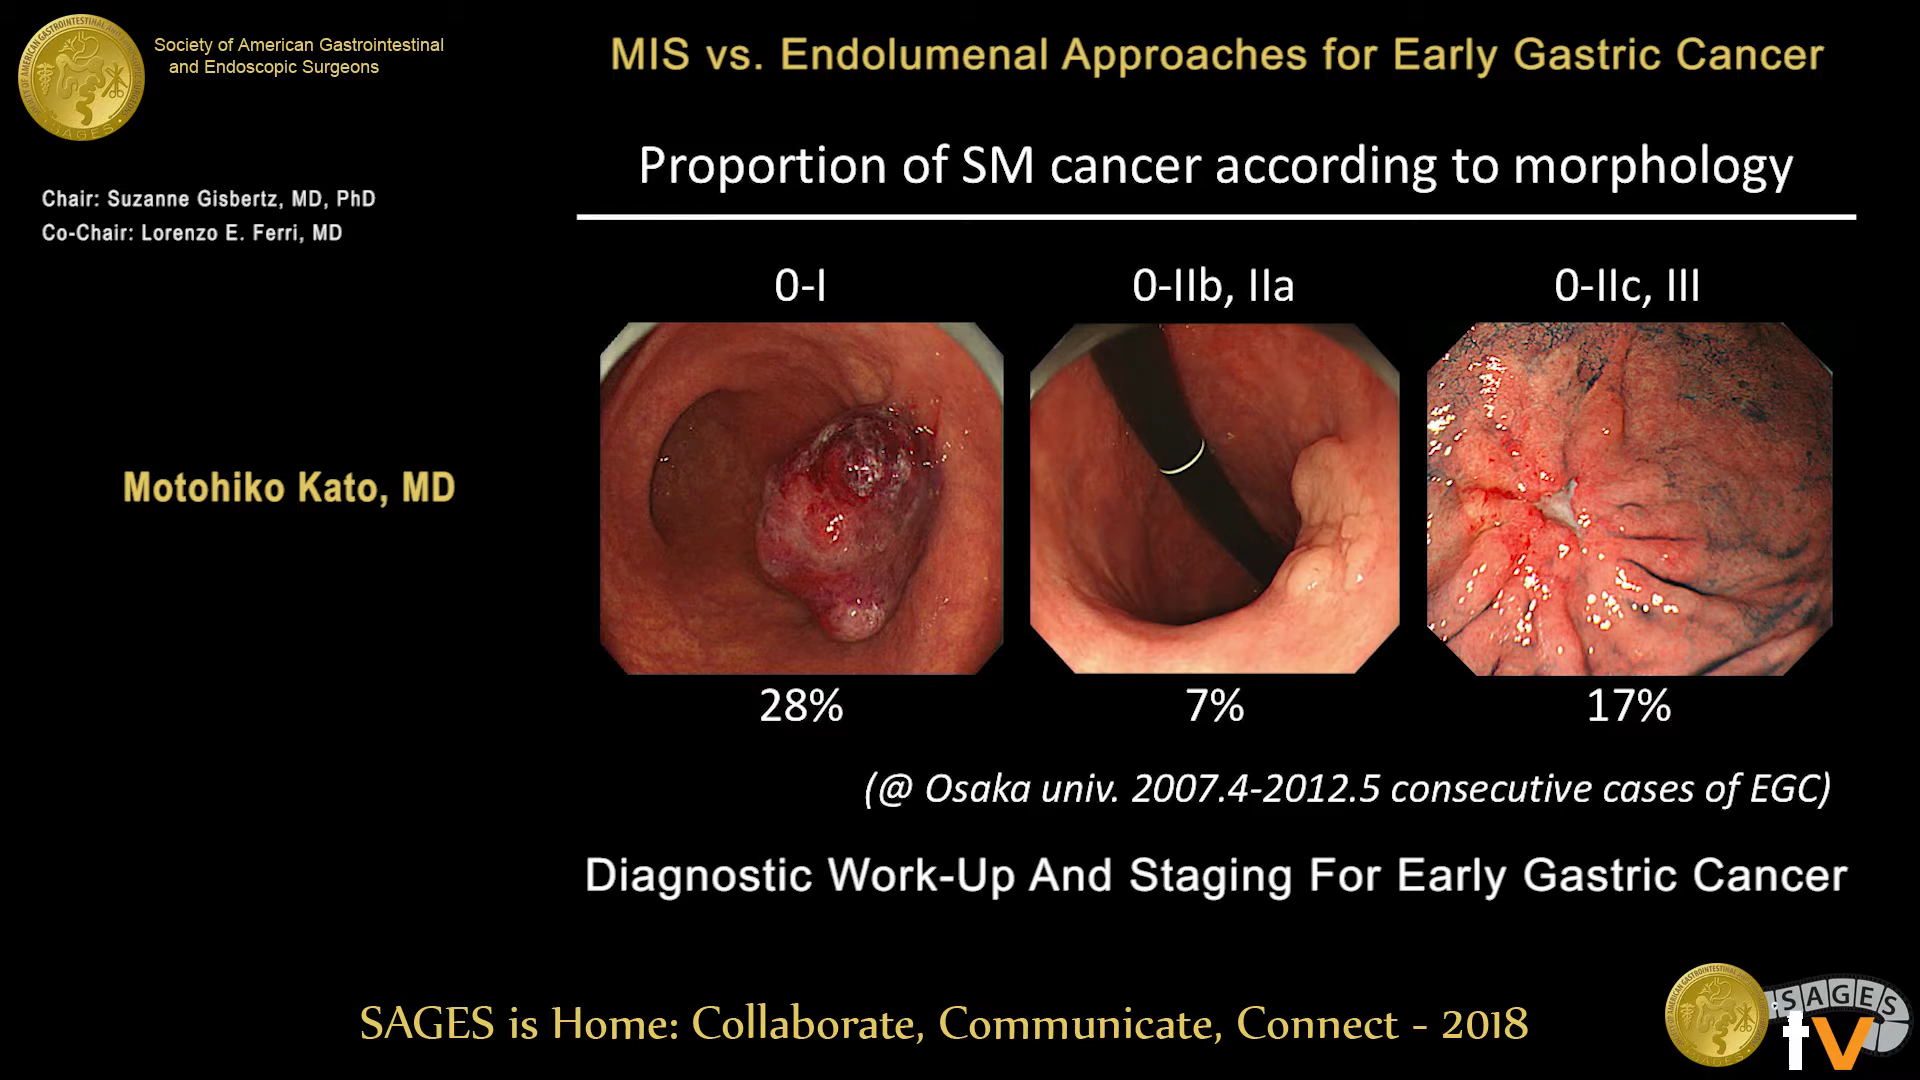 Society of American Gastrointestinal
and Endoscopic Surgeons
MIS vs. Endolumenal Approaches for Early Gastric Cancer
Chair: Suzanne Gisbertz, MD, PhD
Co-Chair: Lorenzo E. Ferri, MD
Motohiko Kato, MD
Proportion of SM cancer according to morphology
0-I 0-IIb, IIa 0-IIc, III
28% 7% 17%
(@ Osaka univ. 2007.4-2012.5 consecutive cases of EGC)
Diagnostic Work-Up And Staging For Early Gastric Cancer
SAGES is Home: Collaborate, Communicate, Connect - 2018
SAGES
tv